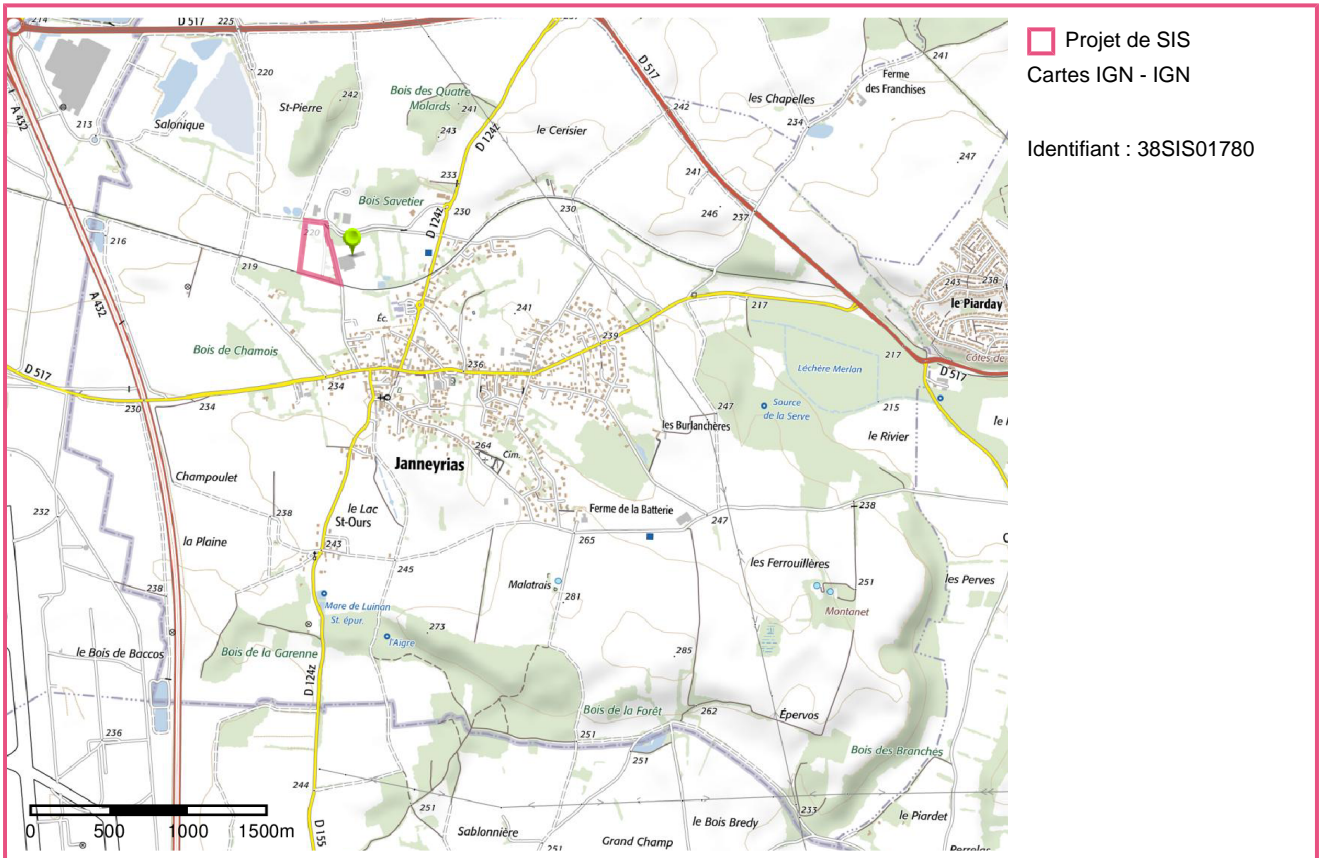 214
D 517
225
D 517
Projet de SIS
Cartes IGN - IGN
Identifiant : 38SIS01780
241
Ferme
des Franchises
220
St-Pierre
242
Bois des Quatre
Molards
241
les Chapelles
A 432
213
Salonique
243
le Cerisier
D 124z
242
234
247
233
241
Bois Savetier
230
D 124z
230
246
237
220
216
219
243
238
le Piarday
217
241
Éc.
239
A 432
Bois de Chamois
Côtes de
217
D 517
Léchère Merlan
236
D 517
234
230
234
Source
de la Serve
215
247
le Rivier
les Burlanchères
264
Cim.
Janneyrias
Champoulet
238
232
le Lac
St-Ours
Ferme de la Batterie
247
la Plaine
243
265
245
les Ferrouillères
238
251
les Perves
Malatrais
281
Montanet
Mare de Luinan
St. épur.
l'Aigre
273
285
le Bois de Baccos
Bois de la Garenne
D 124z
Bois de la Forêt
262
Épervos
236
251
251
Bois des Branches
244
0
500
1000
1500m
251
233
le Piardet
D 155
Sablonnière
251
Grand Champ
le Bois Bredy